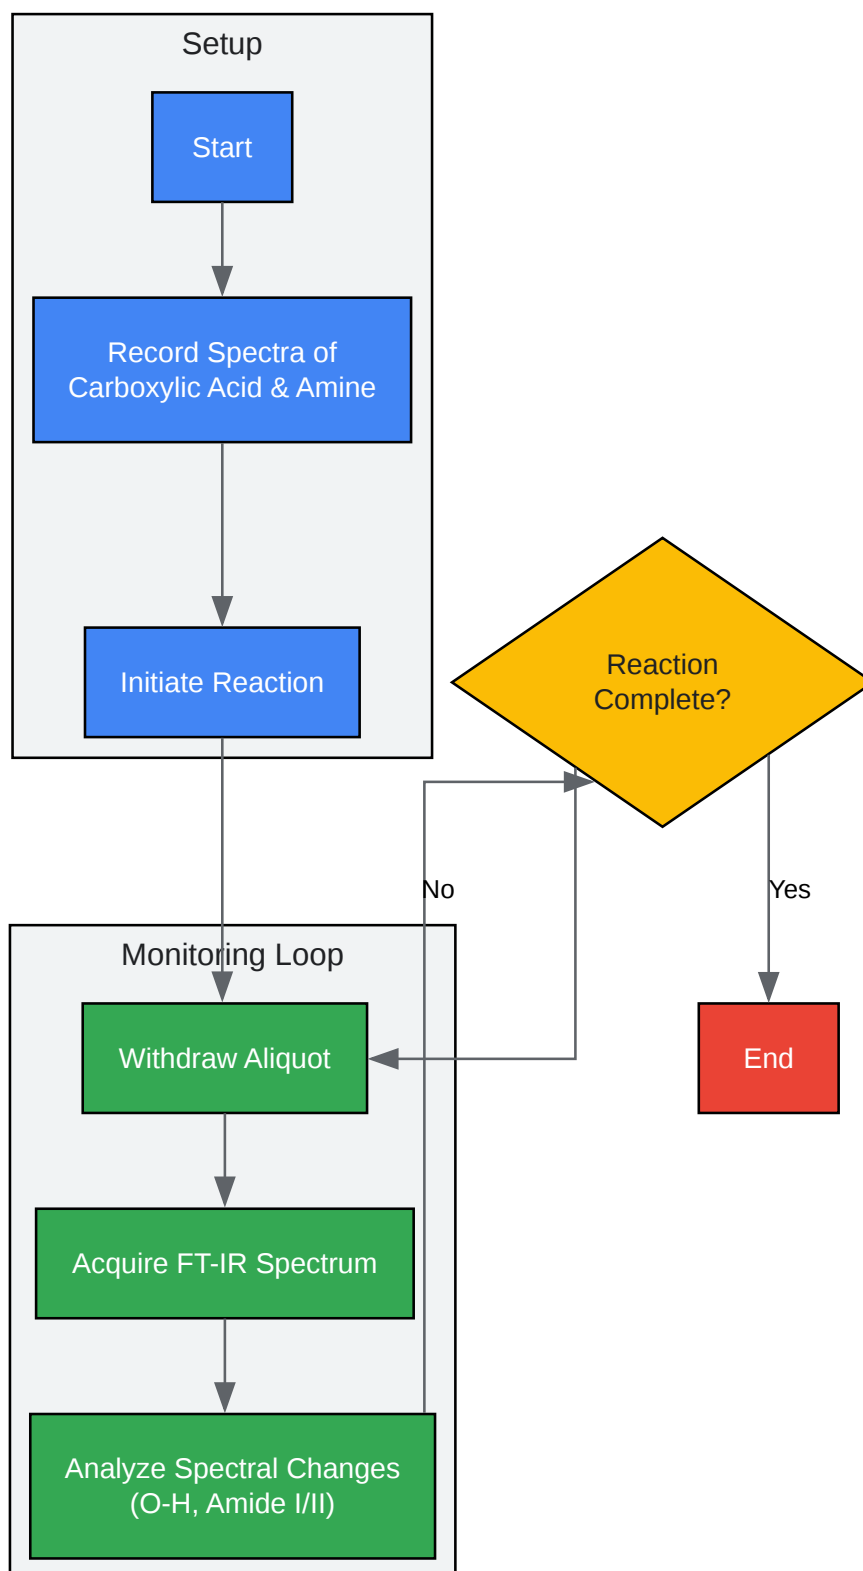 Setup
Start
Record Spectra of
Carboxylic Acid & Amine
Initiate Reaction
Reaction
Complete?
No
Yes
Monitoring Loop
Withdraw Aliquot
End
Acquire FT-IR Spectrum
Analyze Spectral Changes
(O-H, Amide I/II)